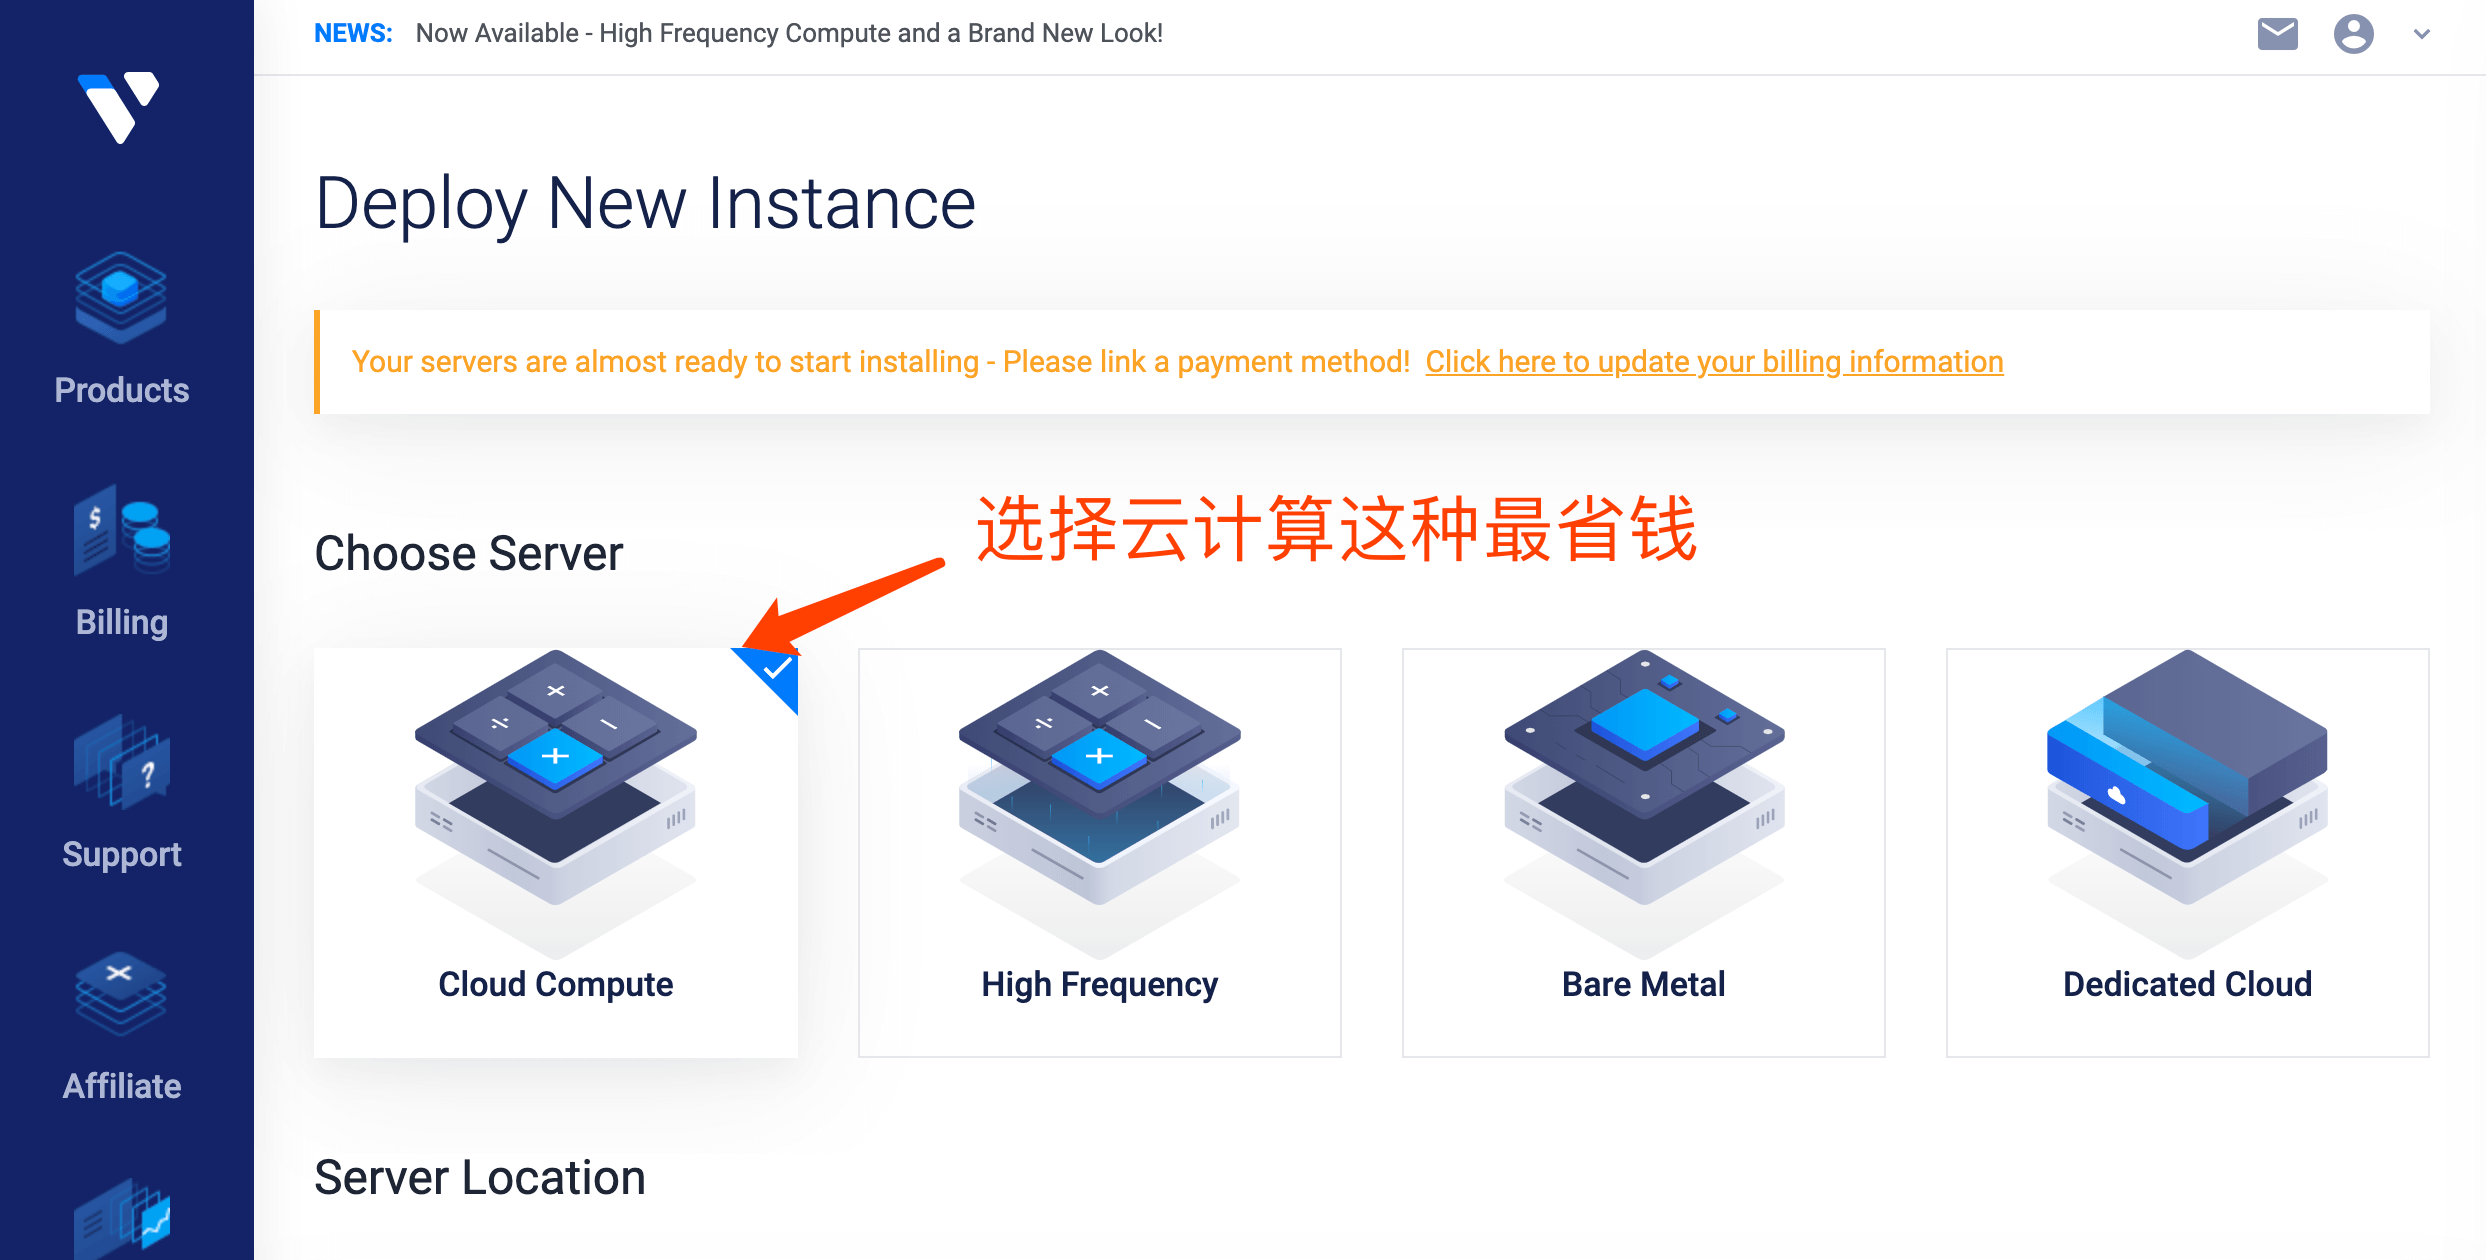 NEWS: Now Available - High Frequency Compute and a Brand New Look!
Deploy New Instance
Your servers are almost ready to start installing - Please link a payment method! Click here to update your billing information
Products
选择云计算这种最省钱
Choose Server
$
Billing
?
Support
Cloud Compute
High Frequency
Bare Metal
Dedicated Cloud
Affiliate
Server Location